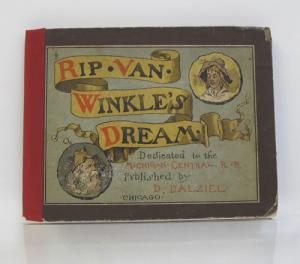 RIP · VAN ·
WINKLE'S
DREAM.
Dedicated to the
MICHIGAN CENTRAL R.R.
Published by
D. DALZIEL
· CHICAGO ·